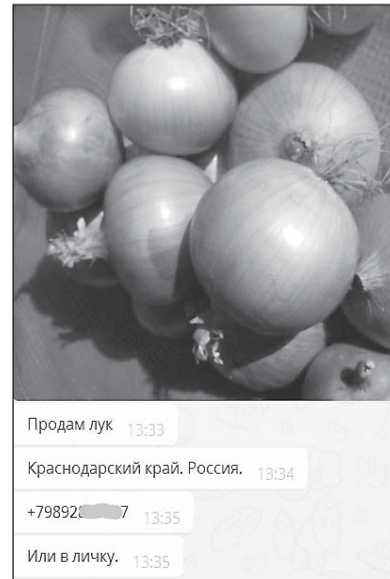 Продам лук 13:33
Краснодарский край. Россия. 13:34
+79892 7 13:35
Или в личку. 13:35